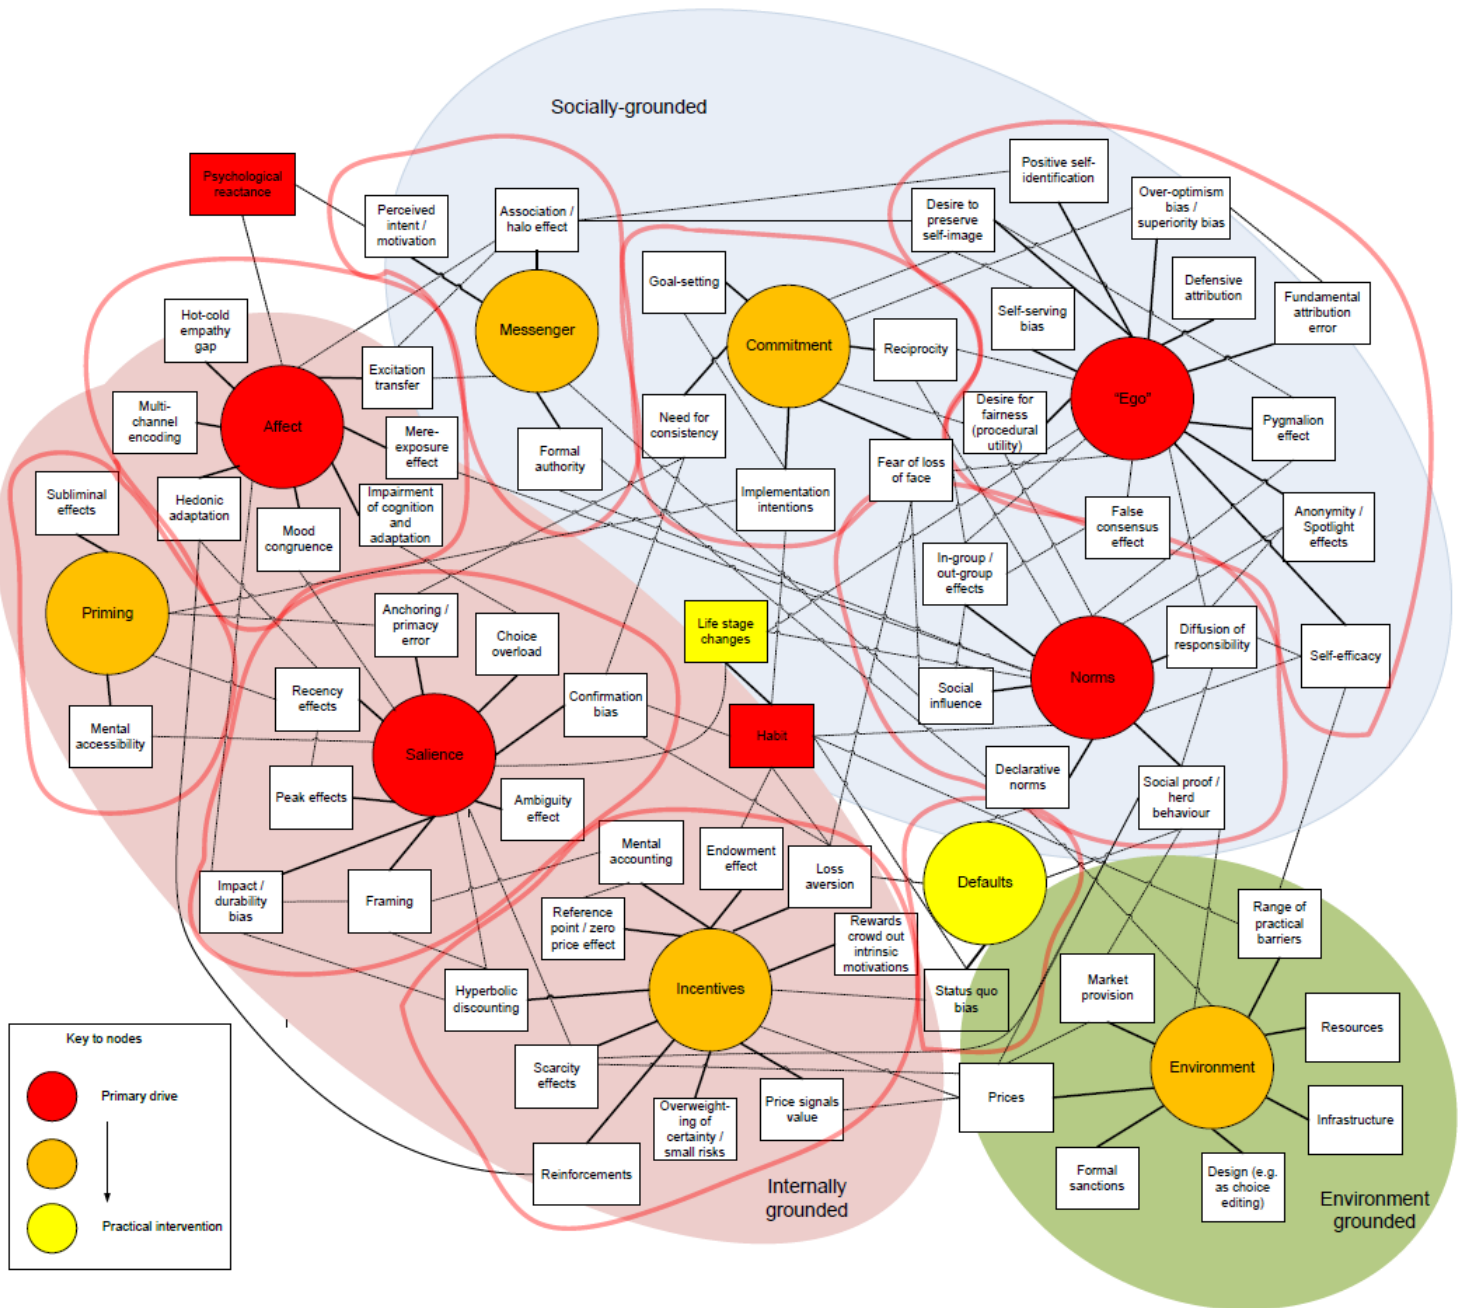 Socially-grounded
Psychological
reactance
Perceived
intent /
motivation
Association /
halo effect
Positive self-
identification
Desire to
preserve
self-image
Over-optimism
bias /
superiority bias
Goal-setting
Defensive
attribution
Fundamental
attribution
error
Self-serving
bias
Hot-cold
empathy
gap
Messenger
Commitment
Reciprocity
Excitation
transfer
"Ego"
Multi-
channel
encoding
Affect
Mere-
exposure
effect
Need for
consistency
Desire for
fairness
(procedural
utility)
Pygmalion
effect
Formal
authority
Fear of loss
of face
Subliminal
effects
Hedonic
adaptation
Mood
congruence
Impairment
of cognition
and
adaptation
Implementation
intentions
False
consensus
effect
Anonymity /
Spotlight
effects
In-group /
out-group
effects
Priming
Anchoring /
primacy
error
Choice
overload
Life stage
changes
Diffusion of
responsibility
Self-efficacy
Recency
effects
Confirmation
bias
Social
influence
Norms
Mental
accessibility
Salience
Habit
Peak effects
Ambiguity
effect
Declarative
norms
Social proof /
herd
behaviour
Mental
accounting
Endowment
effect
Loss
aversion
Defaults
Impact /
durability
bias
Framing
Reference
point / zero
price effect
Rewards
crowd out
intrinsic
motivations
Range of
practical
barriers
Hyperbolic
discounting
Incentives
Status quo
bias
Market
provision
Resources
Scarcity
effects
Environment
Prices
Price signals
value
Overweight-
ing of
certainty /
small risks
Infrastructure
Reinforcements
Formal
sanctions
Design (e.g.
as choice
editing)
Internally
grounded
Environment
grounded
Key to nodes
Primary drive
Practical intervention